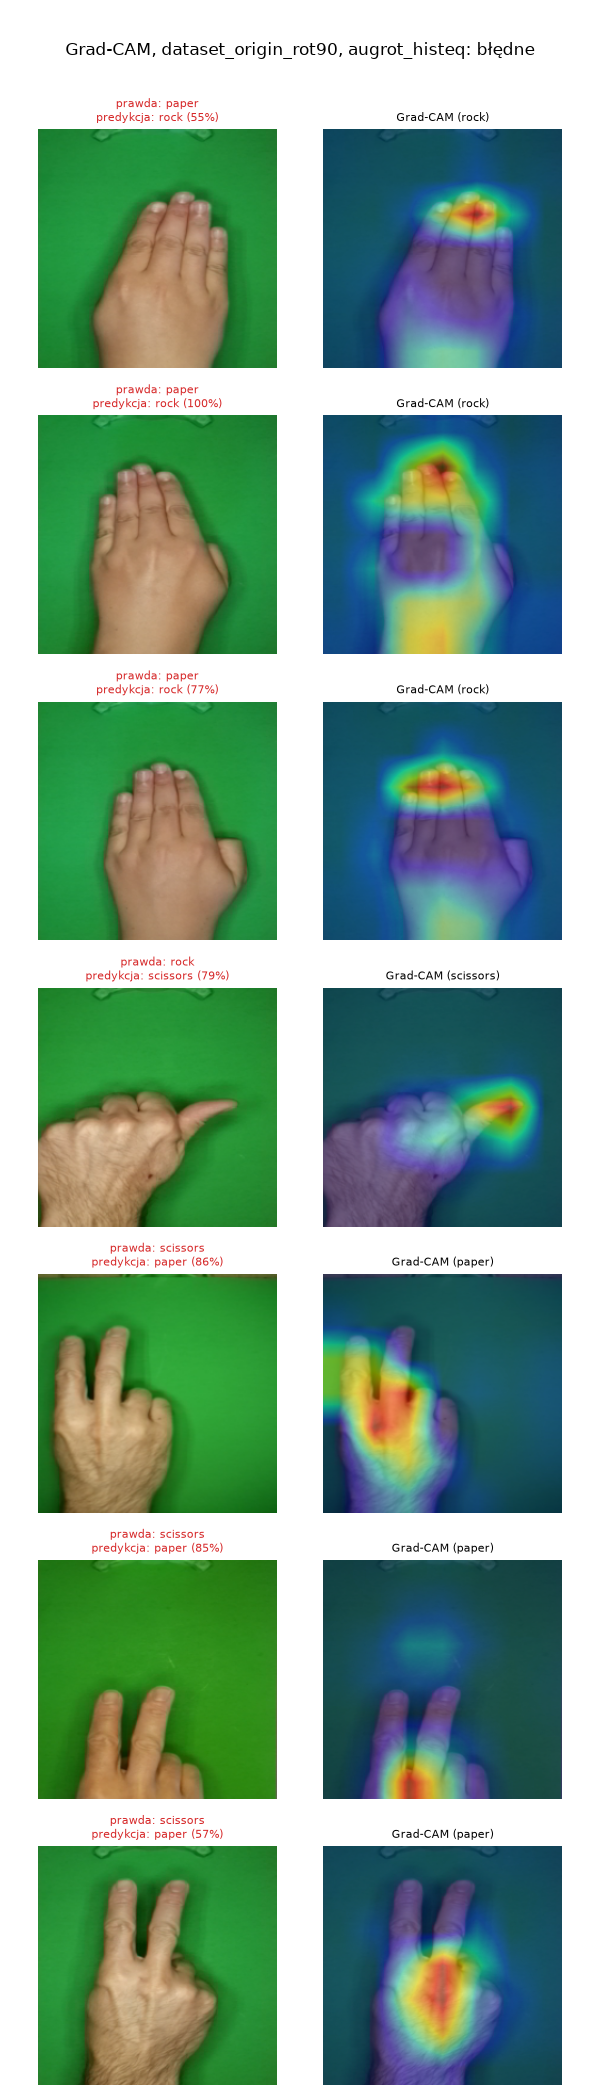 Grad-CAM, dataset_origin_rot90, augrot_histeq: błędne
prawda: paper
predykcja: rock (55%)
Grad-CAM (rock)
prawda: paper
predykcja: rock (100%)
Grad-CAM (rock)
prawda: paper
predykcja: rock (77%)
Grad-CAM (rock)
prawda: rock
predykcja: scissors (79%)
Grad-CAM (scissors)
prawda: scissors
predykcja: paper (86%)
Grad-CAM (paper)
prawda: scissors
predykcja: paper (85%)
Grad-CAM (paper)
prawda: scissors
predykcja: paper (57%)
Grad-CAM (paper)